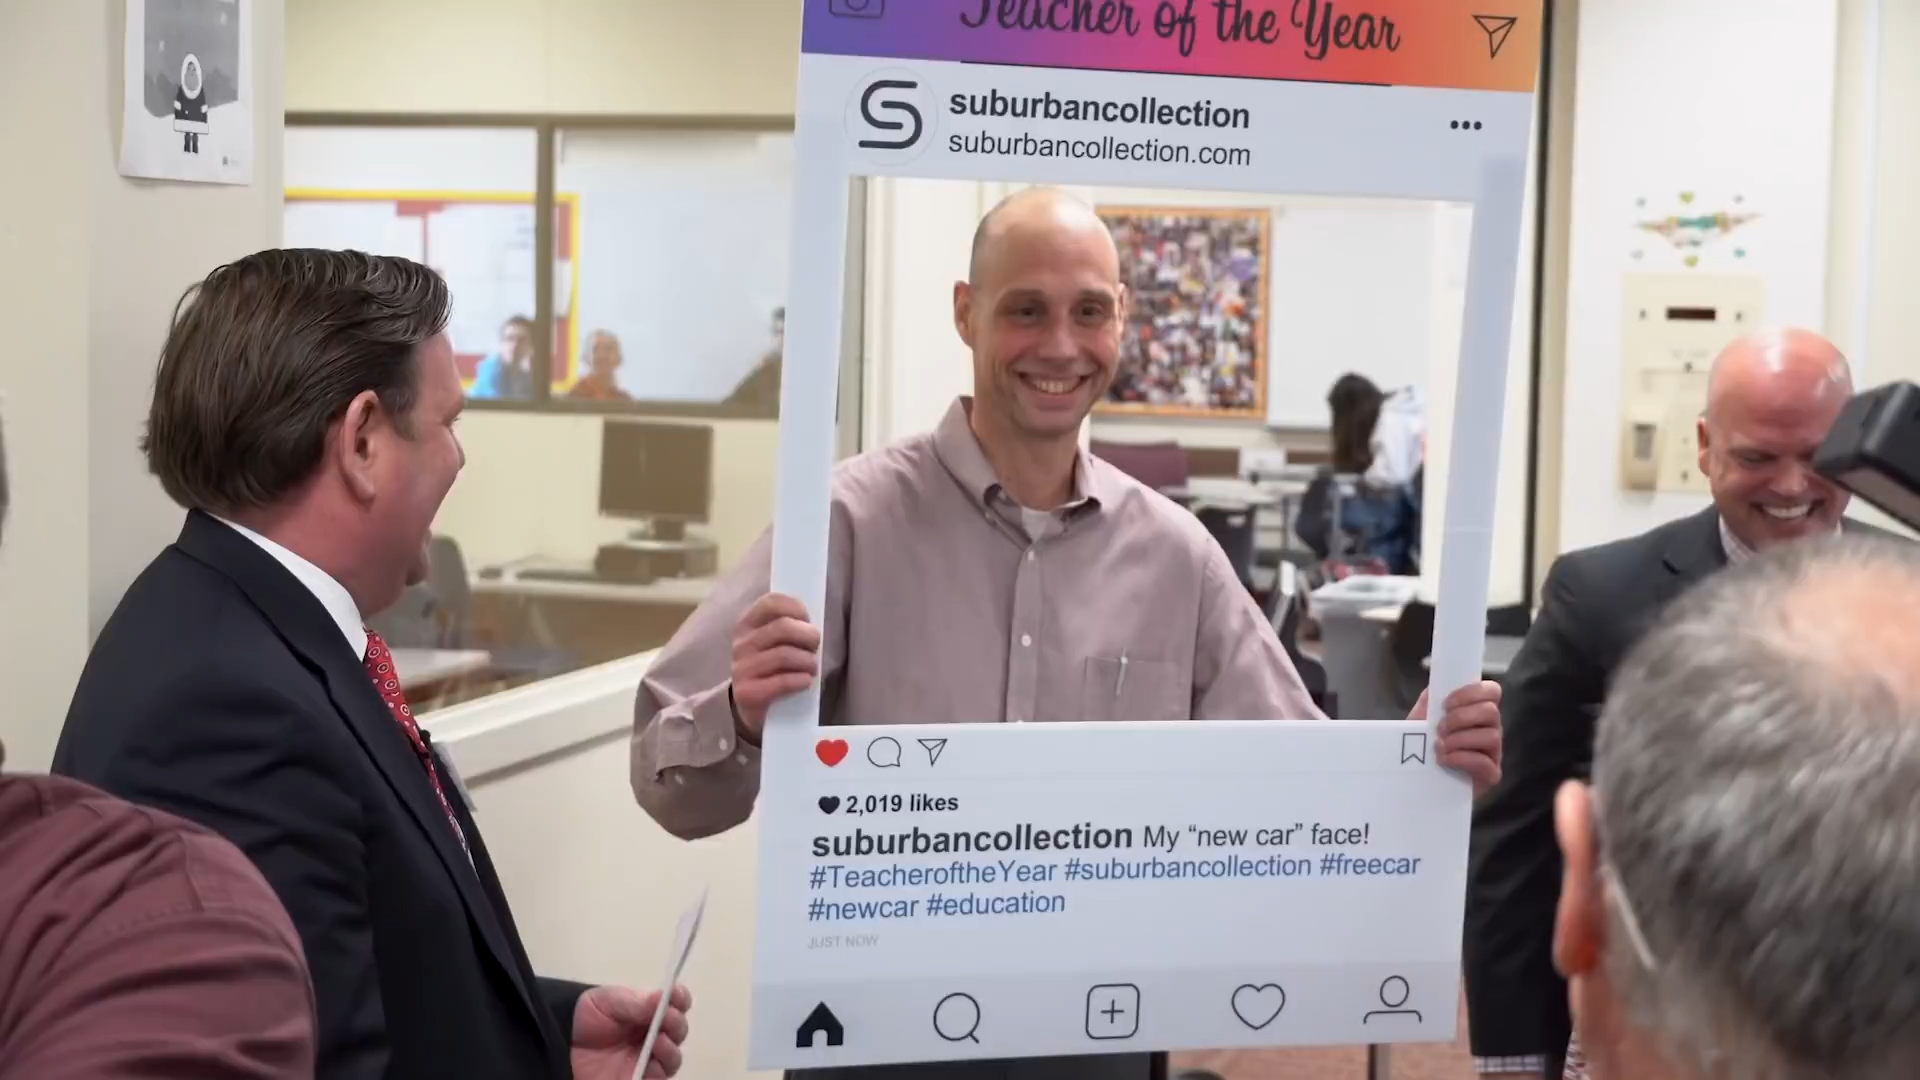 Teacher of the Year
suburbancollection
suburbancollection.com
2,019 likes
suburbancollection My “new car” face!
#TeacheroftheYear #suburbancollection #freecar
#newcar #education
JUST NOW